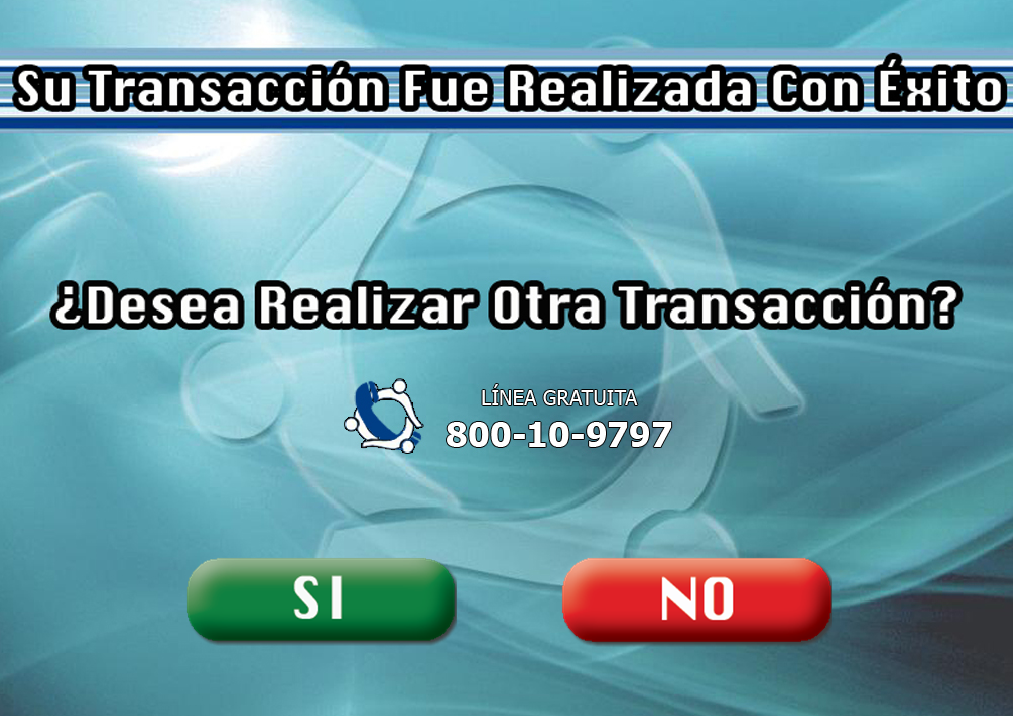 Su Transacción Fue Realizada Con Éxito
¿Desea Realizar Otra Transacción?
LÍNEA GRATUITA
800-10-9797
SI
NO